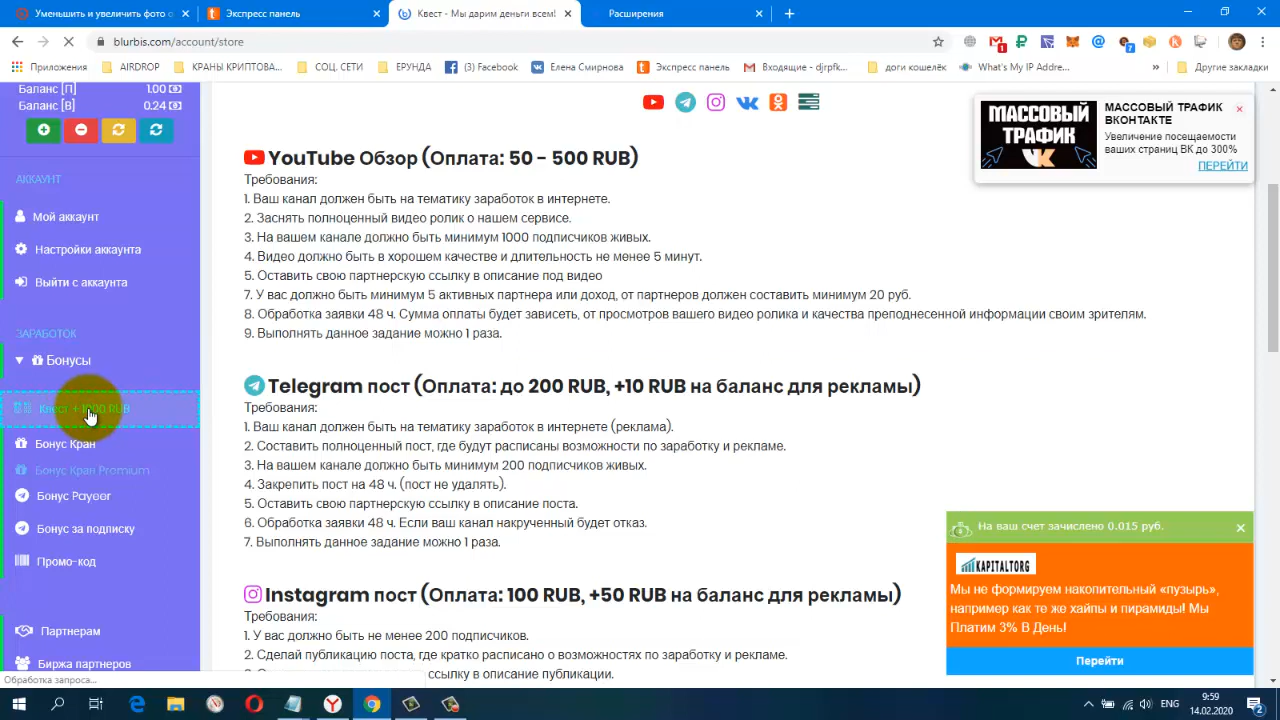 Уменьшить и увеличить фото о
Экспресс панель
Квест - Мы дарим деньги всем!
Расширения
blurbis.com/account/store
Приложения
AIRDROP
КРАНЫ КРИПТОВА...
СОЦ. СЕТИ
ЕРУНДА
(3) Facebook
Елена Смирнова
Экспресс панель
Входящие - djrpfk...
доги кошелёк
What's My IP Addre...
»
Другие закладки
Баланс [П] 1.00
Баланс [В] 0.24
АККАУНТ
Мой аккаунт
Настройки аккаунта
Выйти с аккаунта
ЗАРАБОТОК
Бонусы
Квест +1000 RUB
Бонус Кран
Бонус Кран Premium
Бонус Payeer
Бонус за подписку
Промо-код
Партнерам
Биржа партнеров
Обработка запроса...
YouTube Обзор (Оплата: 50 - 500 RUB)
Требования:
1. Ваш канал должен быть на тематику заработок в интернете.
2. Заснять полноценный видео ролик о нашем сервисе.
3. На вашем канале должно быть минимум 1000 подписчиков живых.
4. Видео должно быть в хорошем качестве и длительность не менее 5 минут.
5. Оставить свою партнерскую ссылку в описание под видео
7. У вас должно быть минимум 5 активных партнера или доход, от партнеров должен составить минимум 20 руб.
8. Обработка заявки 48 ч. Сумма оплаты будет зависеть, от просмотров вашего видео ролика и качества преподнесенной информации своим зрителям.
9. Выполнять данное задание можно 1 раза.
Telegram пост (Оплата: до 200 RUB, +10 RUB на баланс для рекламы)
Требования:
1. Ваш канал должен быть на тематику заработок в интернете (реклама).
2. Составить полноценный пост, где будут расписаны возможности по заработку и рекламе.
3. На вашем канале должно быть минимум 200 подписчиков живых.
4. Закрепить пост на 48 ч. (пост не удалять).
5. Оставить свою партнерскую ссылку в описание поста.
6. Обработка заявки 48 ч. Если ваш канал накрученный будет отказ.
7. Выполнять данное задание можно 1 раза.
Instagram пост (Оплата: 100 RUB, +50 RUB на баланс для рекламы)
Требования:
1. У вас должно быть не менее 200 подписчиков.
2. Сделай публикацию поста, где кратко расписано о возможностях по заработку и рекламе.
ссылку в описание публикации.
МАССОВЫЙ ТРАФИК
МАССОВЫЙ ТРАФИК
ВКОНТАКТЕ
Увеличение посещаемости
ваших страниц ВК до 300%
ПЕРЕЙТИ
На ваш счет зачислено 0.015 руб.
KAPITALTORG
Мы не формируем накопительный «пузырь»,
например как те же хайпы и пирамиды! Мы
Платим 3% В День!
Перейти
ENG
9:59
14.02.2020